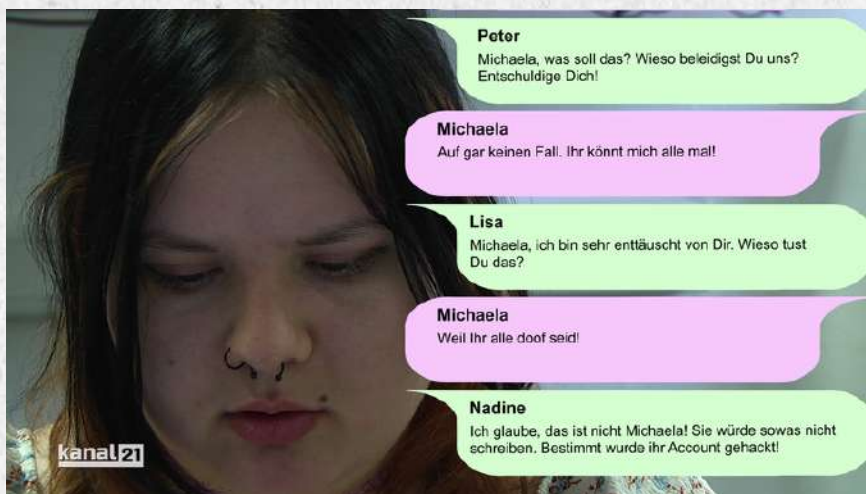 Peter
Michaela, was soll das? Wieso beleidigst Du uns?
Entschuldige Dich!
Michaela
Auf gar keinen Fall. Ihr könnt mich alle mal!
Lisa
Michaela, ich bin sehr enttäuscht von Dir. Wieso tust
Du das?
Michaela
Weil Ihr alle doof seid!
Nadine
Ich glaube, das ist nicht Michaela! Sie würde sowas nicht
schreiben. Bestimmt wurde ihr Account gehackt!
kanal 21